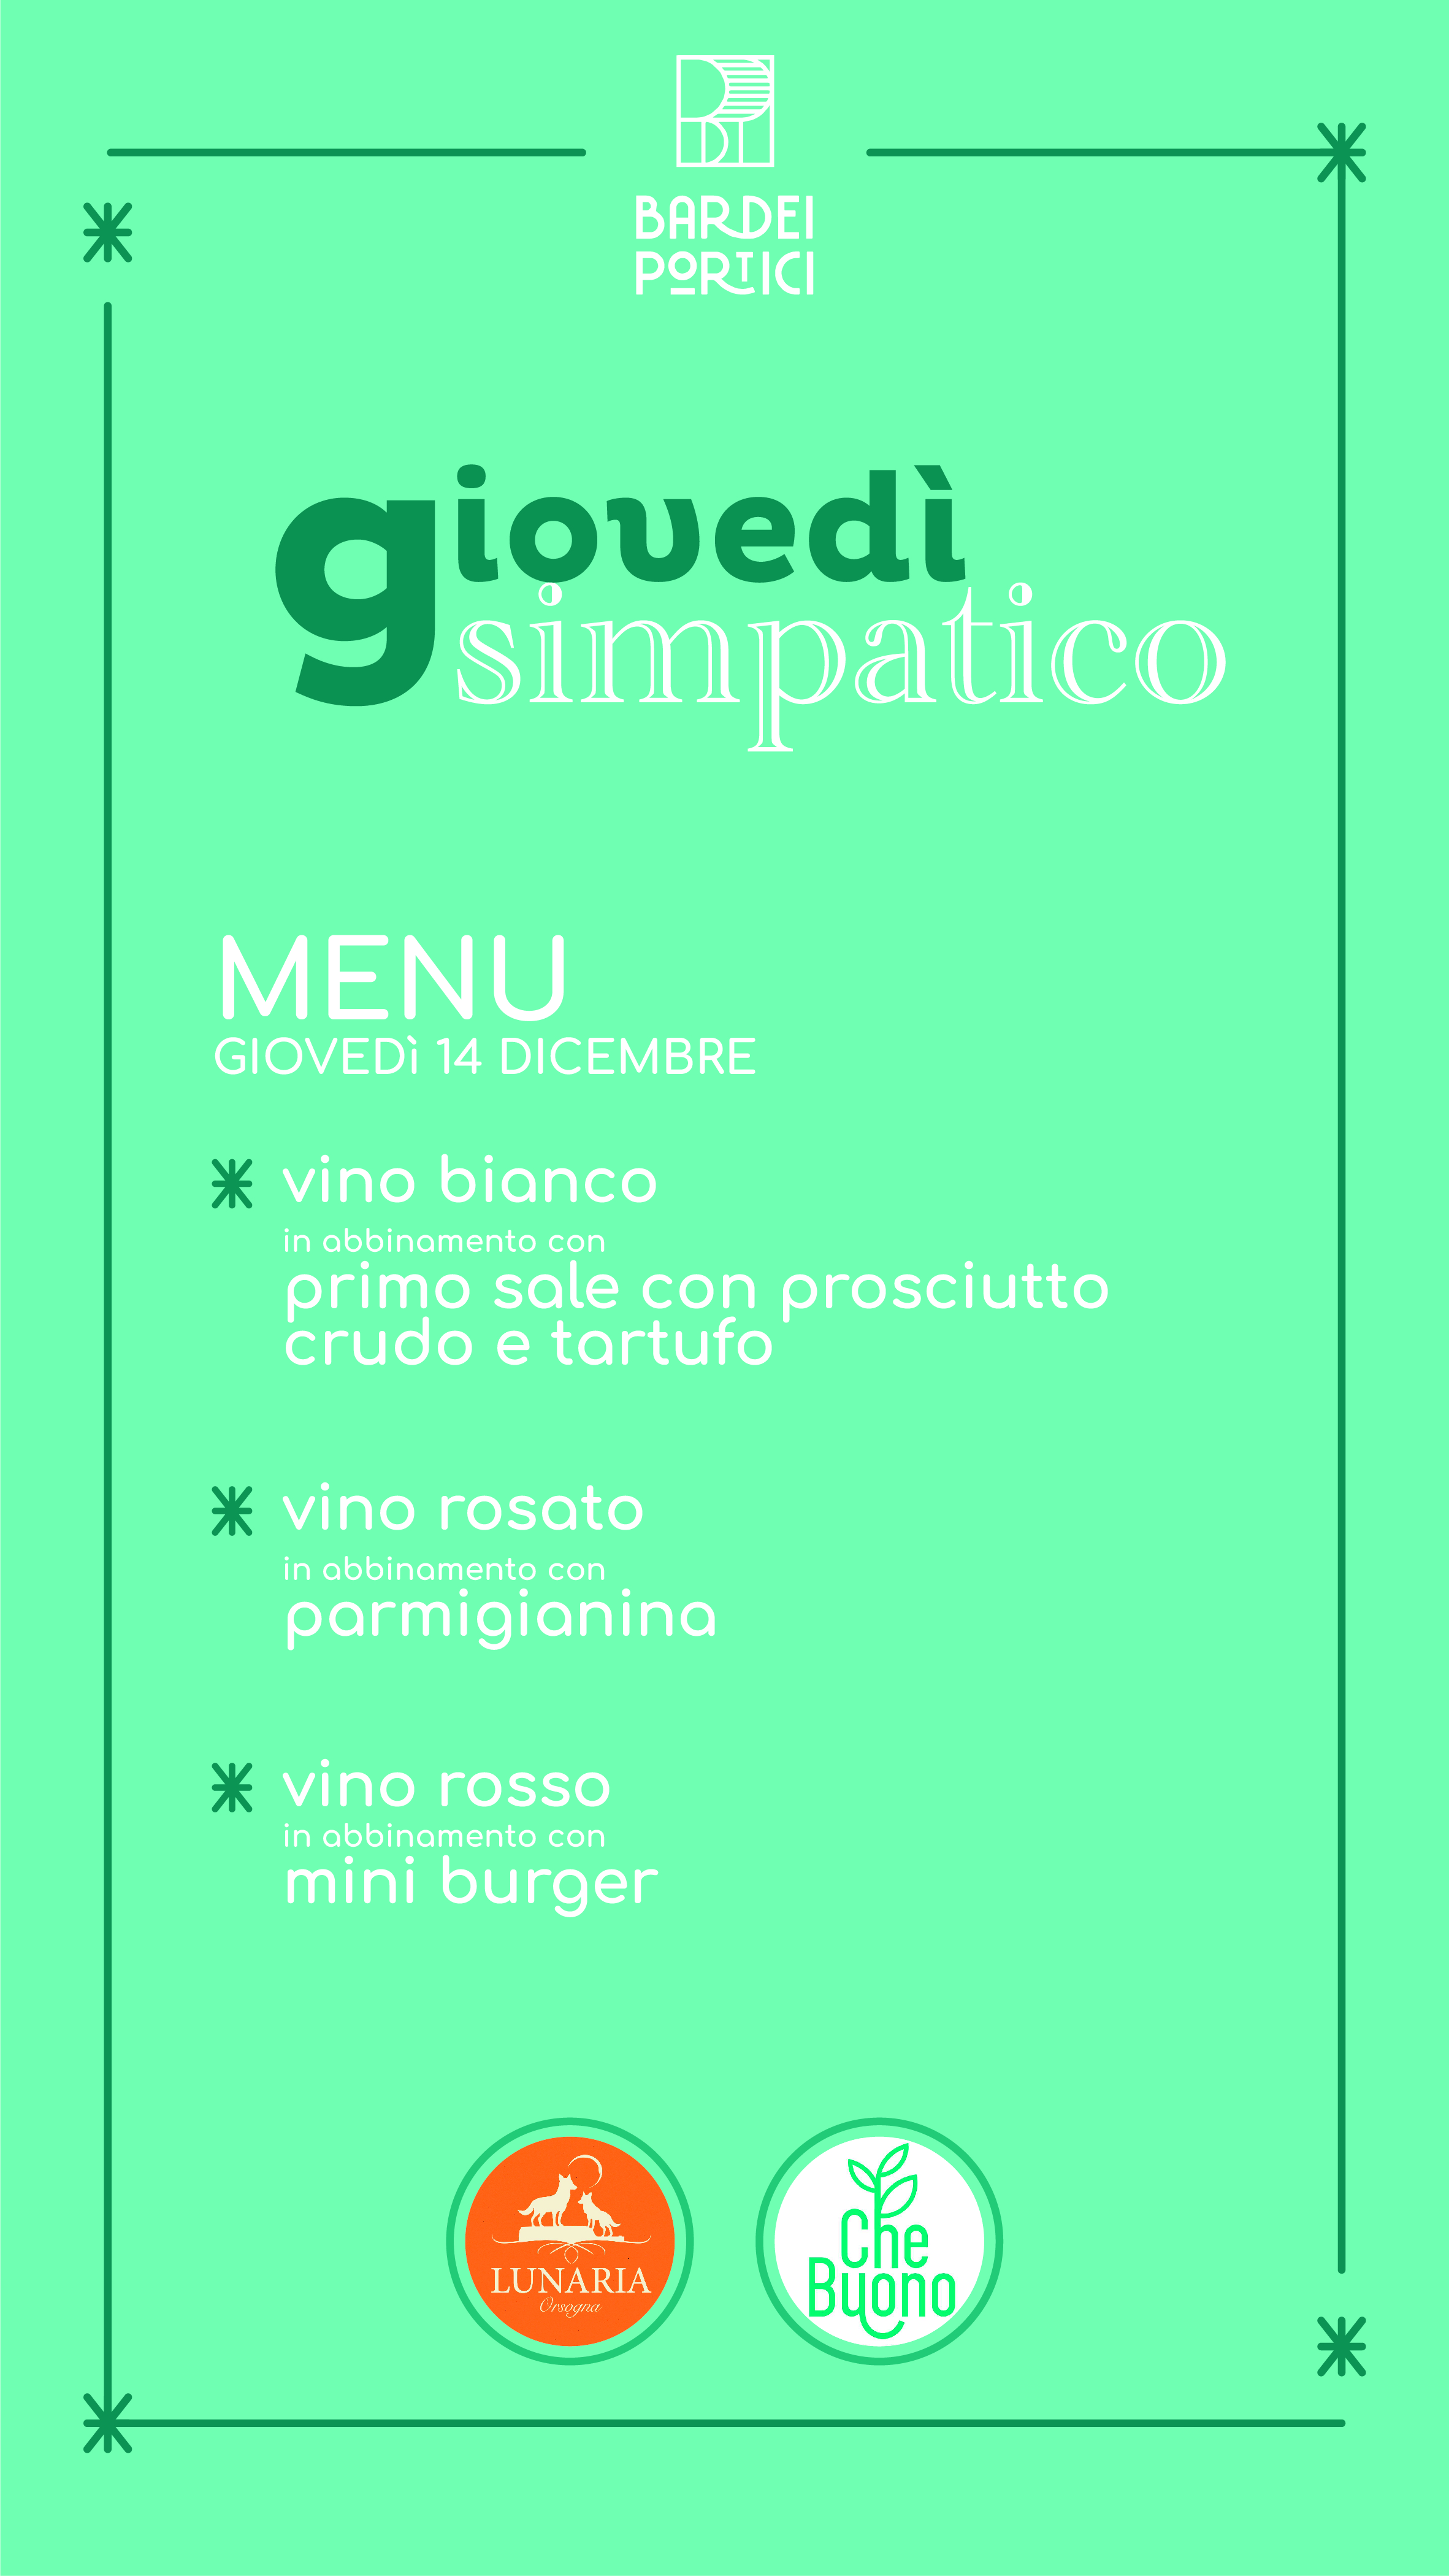 BARDEI
PORTICI
giovedì
simpatico
MENU
GIOVEDì 14 DICEMBRE
vino bianco
in abbinamento con
primo sale con prosciutto
crudo e tartufo
vino rosato
in abbinamento con
parmigianina
vino rosso
in abbinamento con
mini burger
LUNARIA
Orsogna
Che
Buono